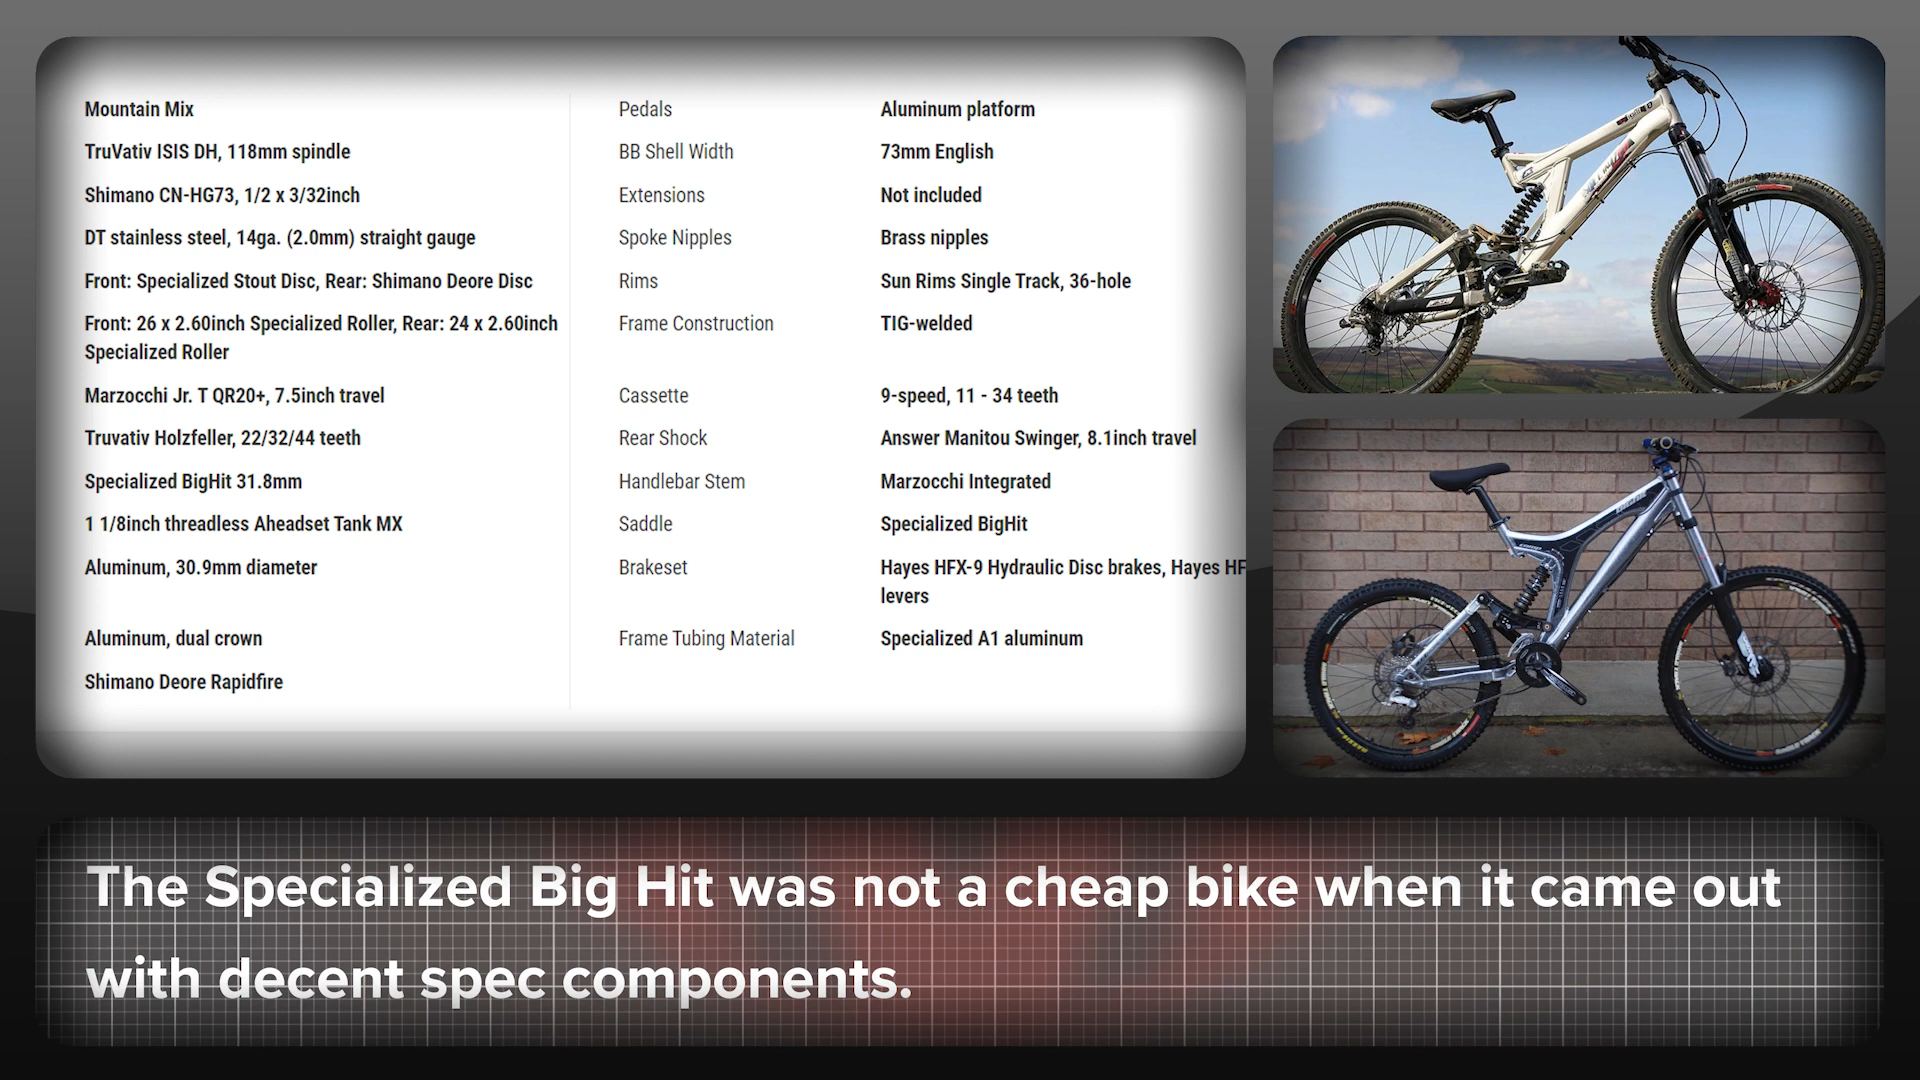 Mountain Mix
TruVativ ISIS DH, 118mm spindle
Shimano CN-HG73, 1/2 x 3/32inch
DT stainless steel, 14ga. (2.0mm) straight gauge
Front: Specialized Stout Disc, Rear: Shimano Deore Disc
Front: 26 x 2.60inch Specialized Roller, Rear: 24 x 2.60inch
Specialized Roller
Marzocchi Jr. T QR20+, 7.5inch travel
Truvativ Holzfeller, 22/32/44 teeth
Specialized BigHit 31.8mm
1 1/8inch threadless Aheadset Tank MX
Aluminum, 30.9mm diameter
Aluminum, dual crown
Shimano Deore Rapidfire
Pedals Aluminum platform
BB Shell Width 73mm English
Extensions Not included
Spoke Nipples Brass nipples
Rims Sun Rims Single Track, 36-hole
Frame Construction TIG-welded
Cassette 9-speed, 11 - 34 teeth
Rear Shock Answer Manitou Swinger, 8.1inch travel
Handlebar Stem Marzocchi Integrated
Saddle Specialized BigHit
Brakeset Hayes HFX-9 Hydraulic Disc brakes, Hayes HF
levers
Frame Tubing Material Specialized A1 aluminum
The Specialized Big Hit was not a cheap bike when it came out
with decent spec components.